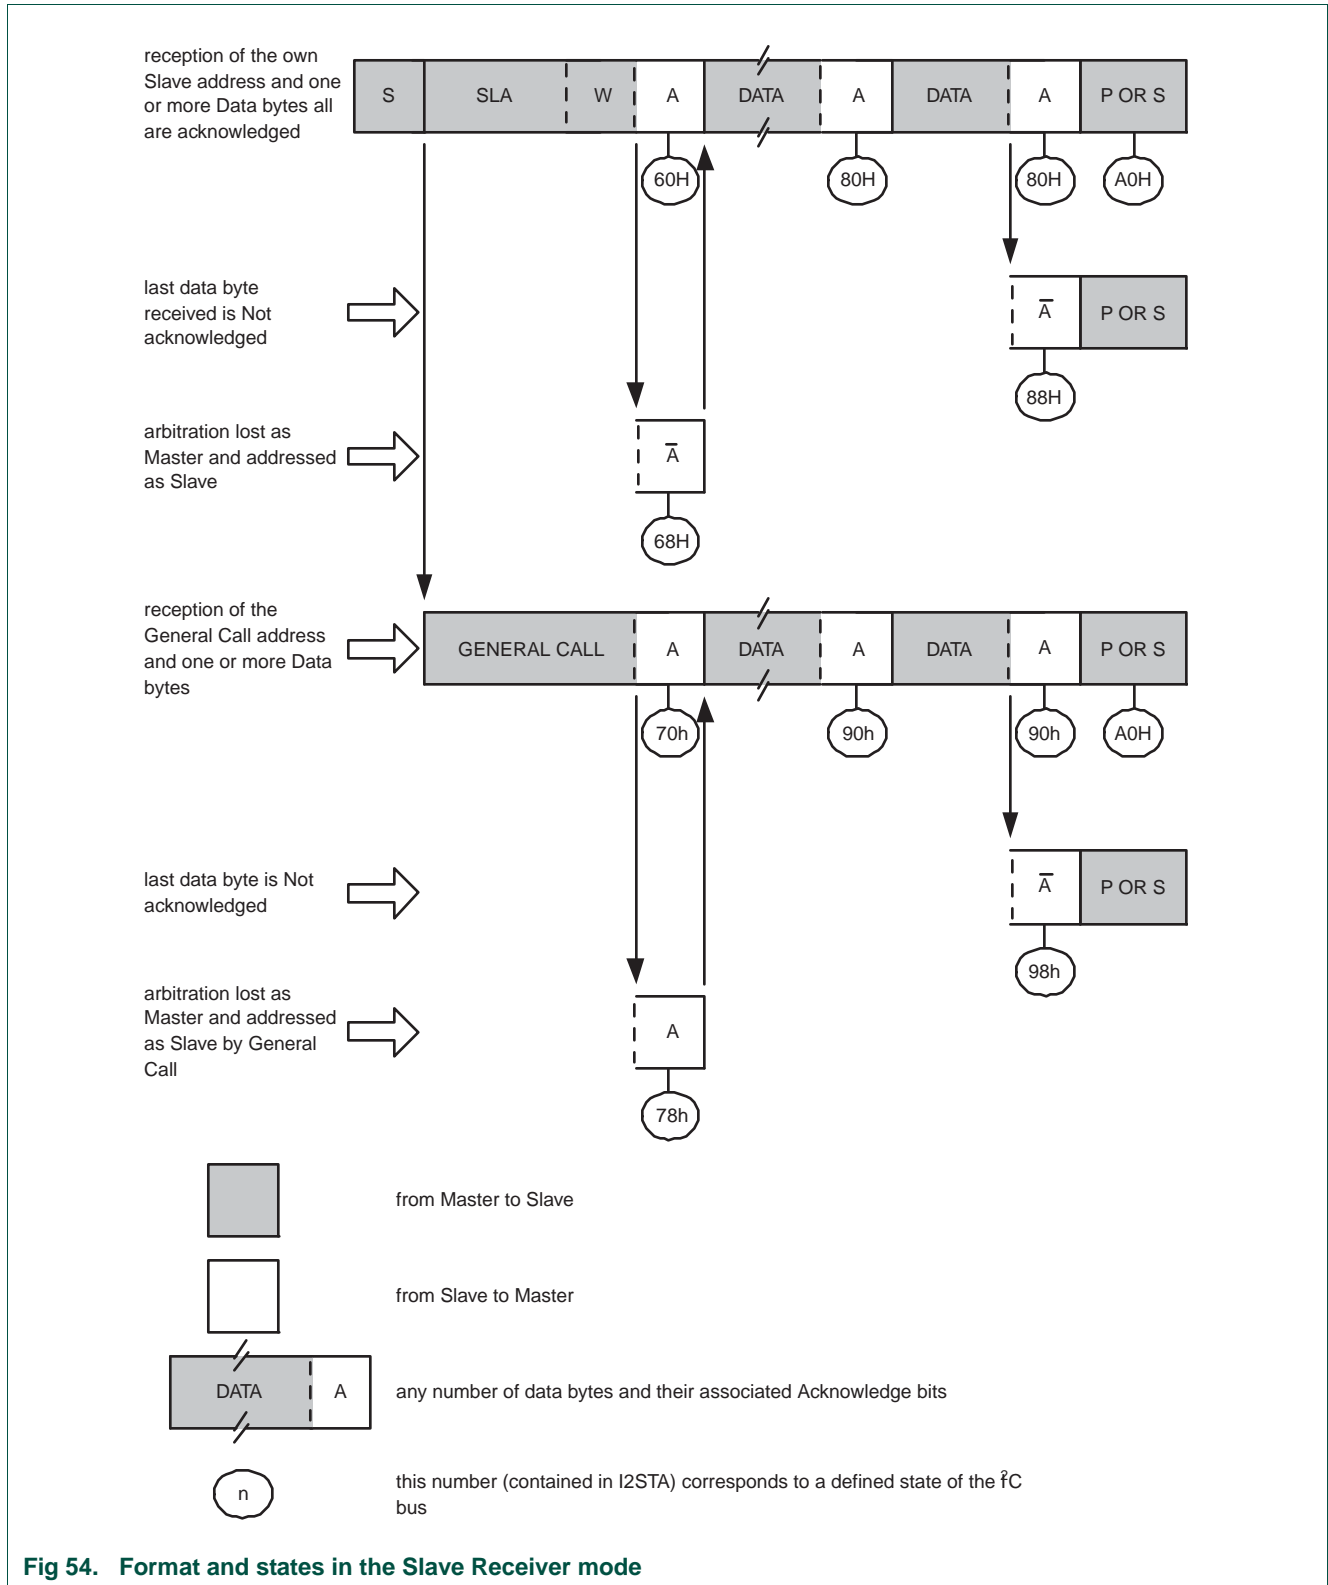 reception of the own
Slave address and one
or more Data bytes all
are acknowledged
S SLA W A DATA A DATA A P OR S
60H 80H 80H A0H
last data byte
received is Not
acknowledged
A̅ P OR S
88H
arbitration lost as
Master and addressed
as Slave
A̅
68H
reception of the
General Call address
and one or more Data
bytes
GENERAL CALL A DATA A DATA A P OR S
70h 90h 90h A0H
last data byte is Not
acknowledged
A̅ P OR S
98h
arbitration lost as
Master and addressed
as Slave by General
Call
A
78h
from Master to Slave
from Slave to Master
DATA A any number of data bytes and their associated Acknowledge bits
n this number (contained in I2STA) corresponds to a defined state of the I²C
bus
Fig 54. Format and states in the Slave Receiver mode